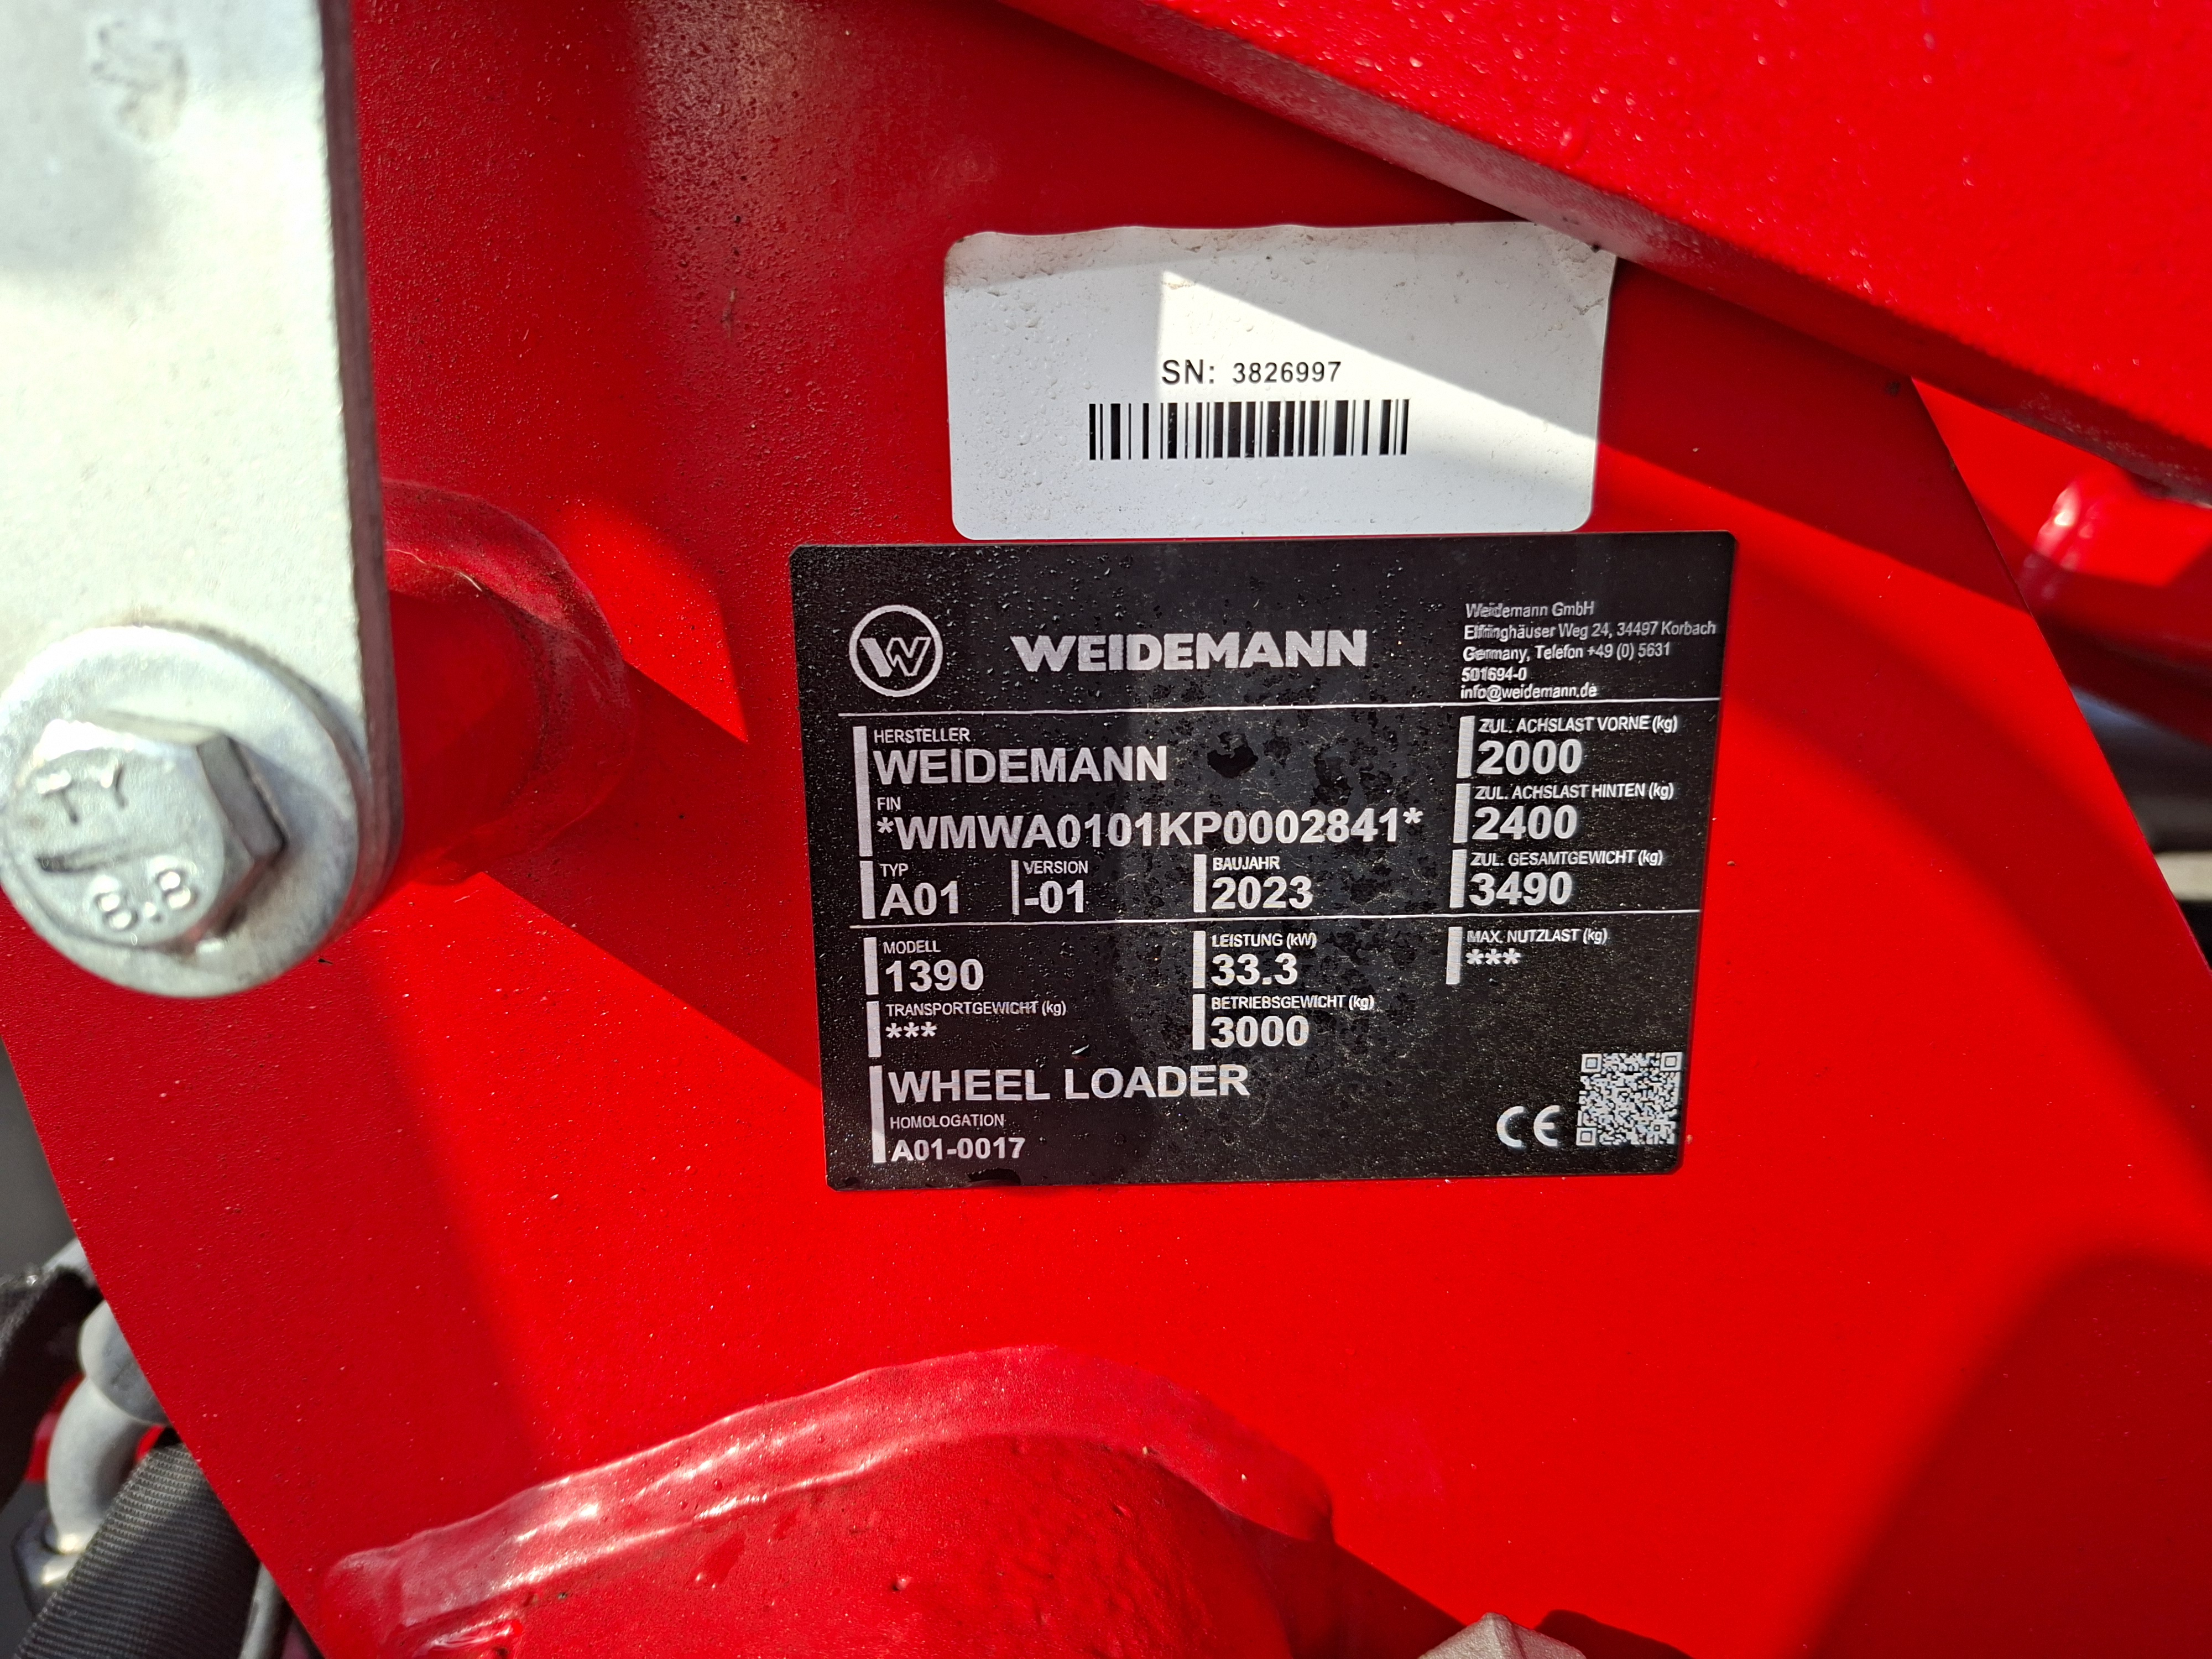 SN: 3826997
WEIDEMANN
Weidemann GmbH
Elfringhäuser Weg 24, 34497 Korbach
Germany, Telefon +49 (0) 5631
501694-0
info@weidemann.de
HERSTELLER
WEIDEMANN
FIN
*WMWA0101KP0002841*
TYP
A01
VERSION
-01
BAUJAHR
2023
ZUL. ACHSLAST VORNE (kg)
2000
ZUL. ACHSLAST HINTEN (kg)
2400
ZUL. GESAMTGEWICHT (kg)
3490
MODELL
1390
LEISTUNG (kW)
33.3
MAX. NUTZLAST (kg)
***
TRANSPORTGEWICHT (kg)
***
BETRIEBSGEWICHT (kg)
3000
WHEEL LOADER
HOMOLOGATION
A01-0017
CE
TY
8.8